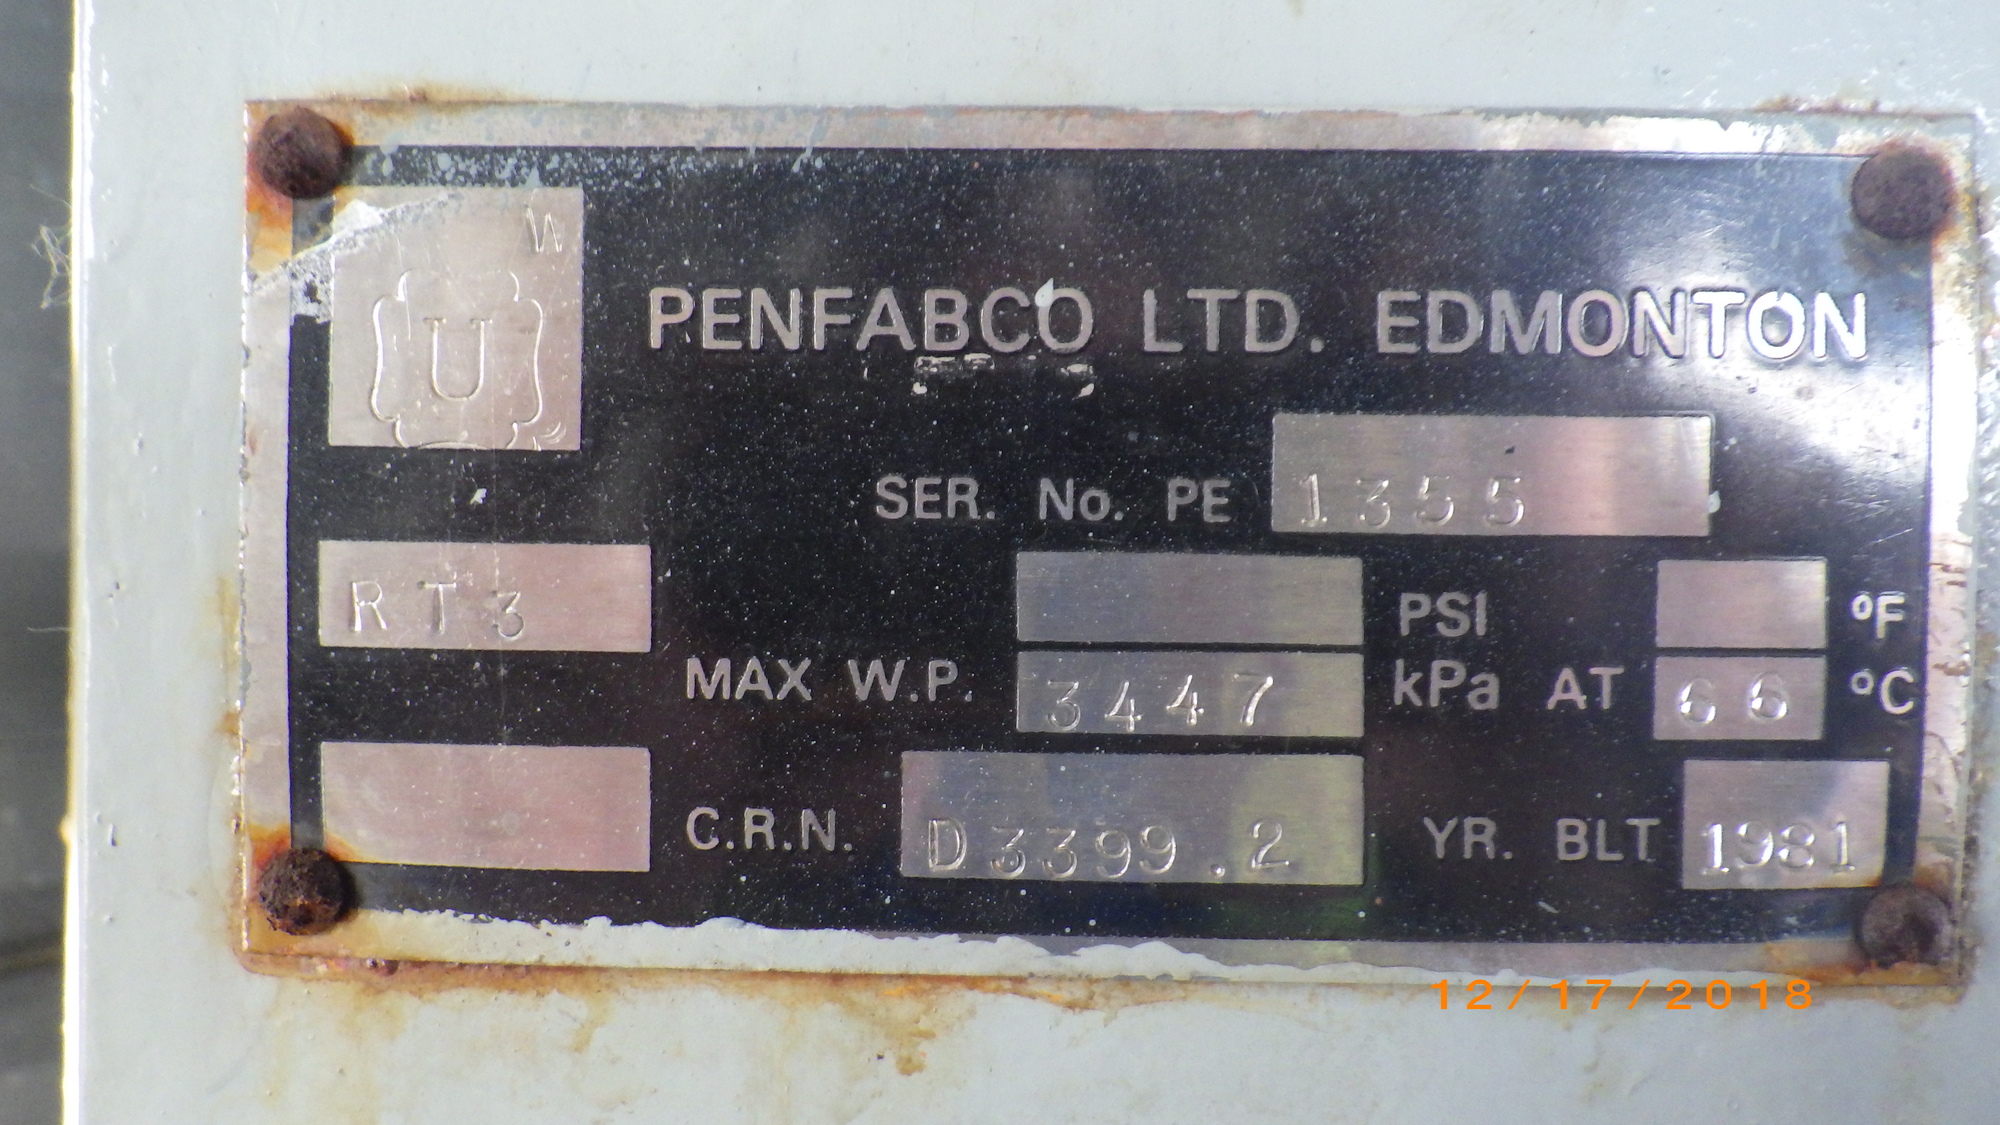 W
U
PENFABCO LTD. EDMONTON
SER. No. PE 1355
RT3
PSI °F
MAX W.P. 3447 kPa AT 66 °C
C.R.N. D3399.2 YR. BLT 1981
12/17/2018